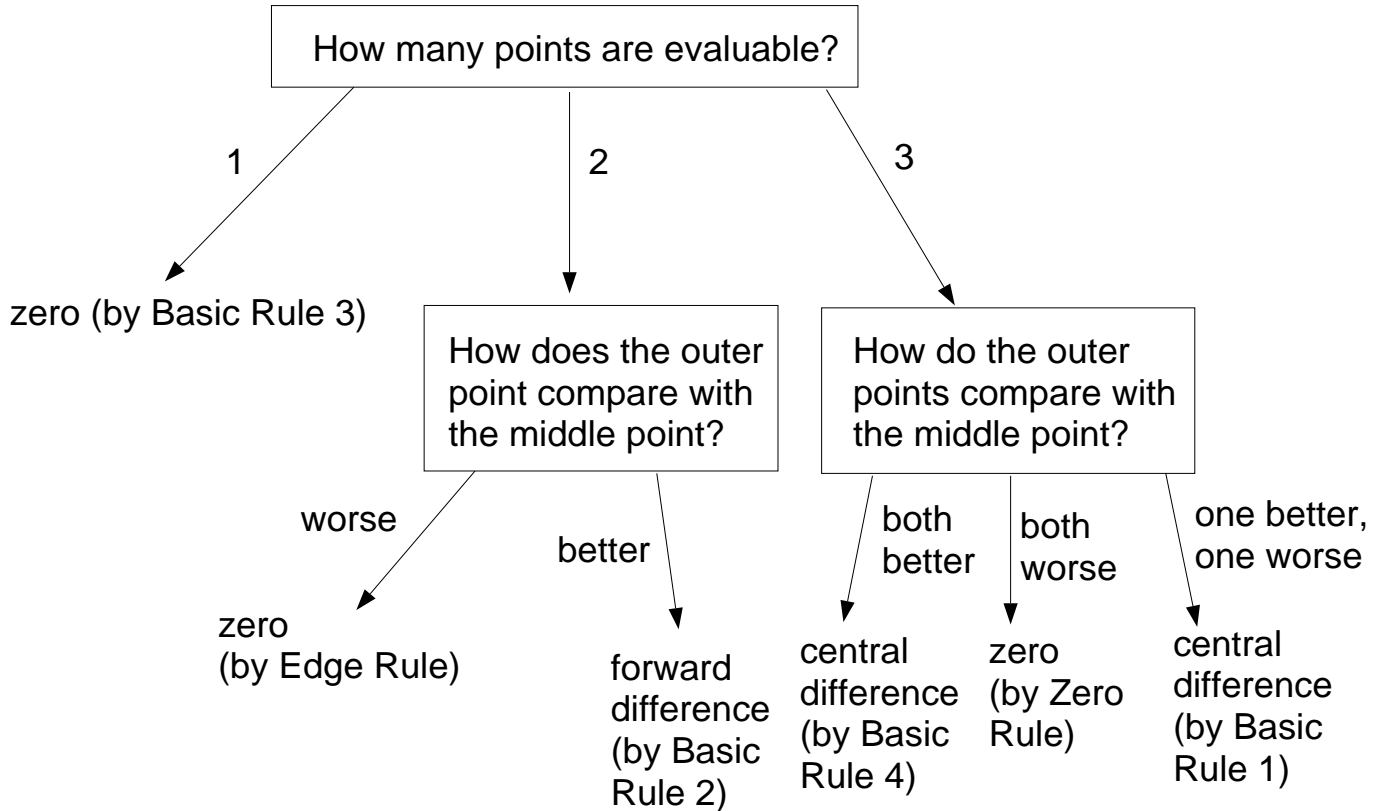 How many points are evaluable?
1
2
3
zero (by Basic Rule 3)
How does the outer
point compare with
the middle point?
How do the outer
points compare with
the middle point?
worse
better
both
better
both
worse
one better,
one worse
zero
(by Edge Rule)
forward
difference
(by Basic
Rule 2)
central
difference
(by Basic
Rule 4)
zero
(by Zero
Rule)
central
difference
(by Basic
Rule 1)